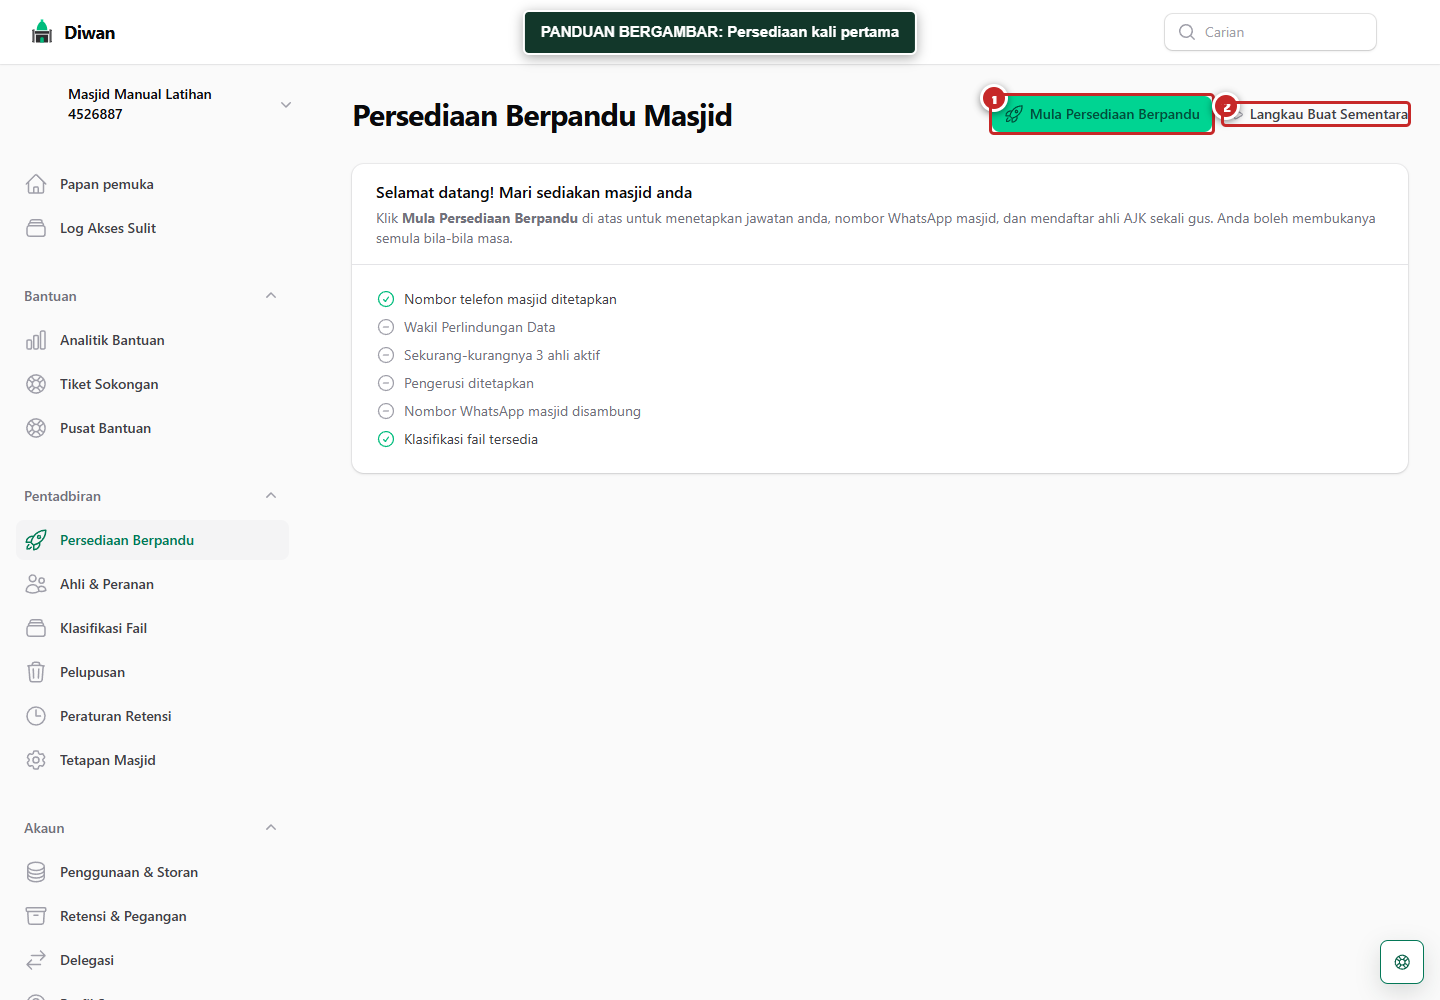 Diwan
PANDUAN BERGAMBAR: Persediaan kali pertama
Carian
Masjid Manual Latihan
4526887
Papan pemuka
Log Akses Sulit
Bantuan
Analitik Bantuan
Tiket Sokongan
Pusat Bantuan
Pentadbiran
Persediaan Berpandu
Ahli & Peranan
Klasifikasi Fail
Pelupusan
Peraturan Retensi
Tetapan Masjid
Akaun
Penggunaan & Storan
Retensi & Pegangan
Delegasi
Persediaan Berpandu Masjid
1
Mula Persediaan Berpandu
2
Langkau Buat Sementara
Selamat datang! Mari sediakan masjid anda
Klik Mula Persediaan Berpandu di atas untuk menetapkan jawatan anda, nombor WhatsApp masjid, dan mendaftar ahli AJK sekali gus. Anda boleh membukanya
semula bila-bila masa.
Nombor telefon masjid ditetapkan
Wakil Perlindungan Data
Sekurang-kurangnya 3 ahli aktif
Pengerusi ditetapkan
Nombor WhatsApp masjid disambung
Klasifikasi fail tersedia